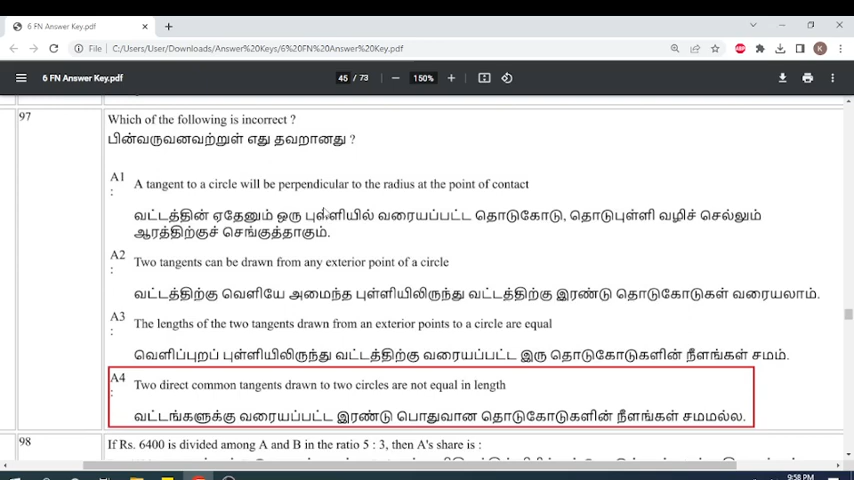 6 FN Answer Key.pdf
File C:/Users/User/Downloads/Answer%20Keys/6%20FN%20Answer%20Key.pdf
ABP
K
6 FN Answer Key.pdf
45 / 73
150%
97
Which of the following is incorrect ?
பின்வருவனவற்றுள் எது தவறானது ?
A1 :
A tangent to a circle will be perpendicular to the radius at the point of contact
வட்டத்தின் ஏதேனும் ஒரு புள்ளியில் வரையப்பட்ட தொடுகோடு, தொடுபுள்ளி வழிச் செல்லும்
ஆரத்திற்குச் செங்குத்தாகும்.
A2 :
Two tangents can be drawn from any exterior point of a circle
வட்டத்திற்கு வெளியே அமைந்த புள்ளியிலிருந்து வட்டத்திற்கு இரண்டு தொடுகோடுகள் வரையலாம்.
A3 :
The lengths of the two tangents drawn from an exterior points to a circle are equal
வெளிப்புறப் புள்ளியிலிருந்து வட்டத்திற்கு வரையப்பட்ட இரு தொடுகோடுகளின் நீளங்கள் சமம்.
A4 :
Two direct common tangents drawn to two circles are not equal in length
வட்டங்களுக்கு வரையப்பட்ட இரண்டு பொதுவான தொடுகோடுகளின் நீளங்கள் சமமல்ல.
98
If Rs. 6400 is divided among A and B in the ratio 5 : 3, then A's share is :
9:58 PM